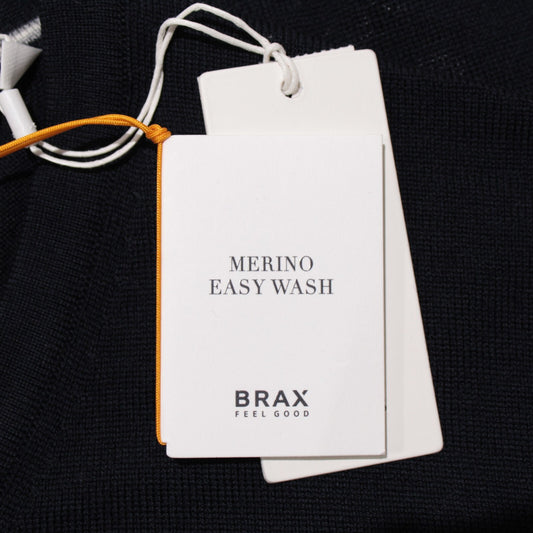 MERINO
EASY WASH
BRAX
FEEL GOOD